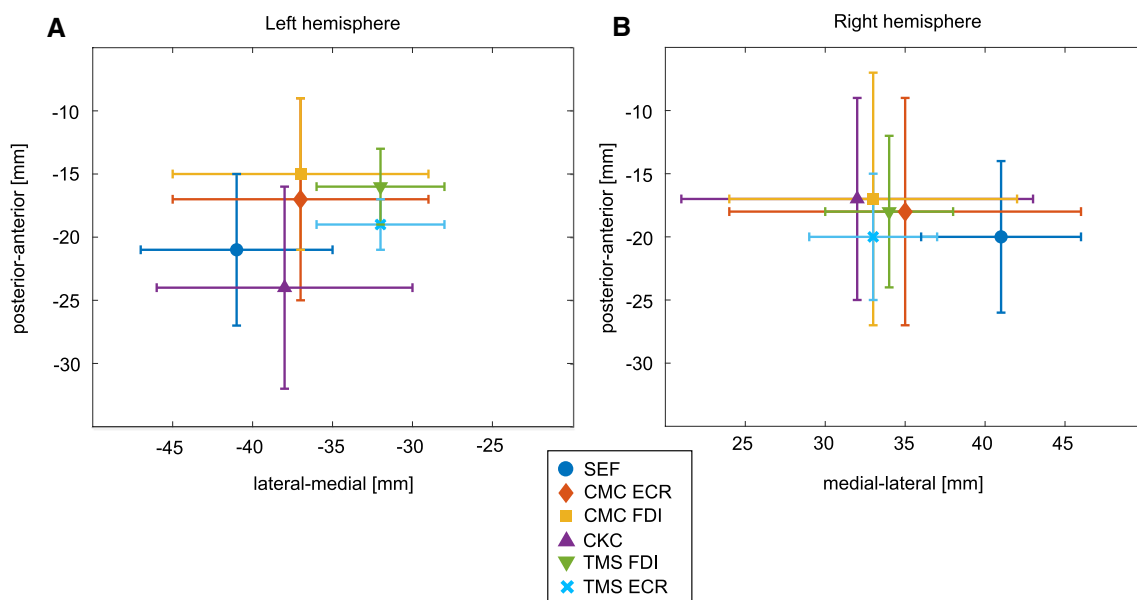 A
Left hemisphere
posterior-anterior [mm]
-10
-15
-20
-25
-30
-45
-40
-35
-30
-25
lateral-medial [mm]
B
Right hemisphere
posterior-anterior [mm]
-10
-15
-20
-25
-30
25
30
35
40
45
medial-lateral [mm]
SEF
CMC ECR
CMC FDI
CKC
TMS FDI
TMS ECR